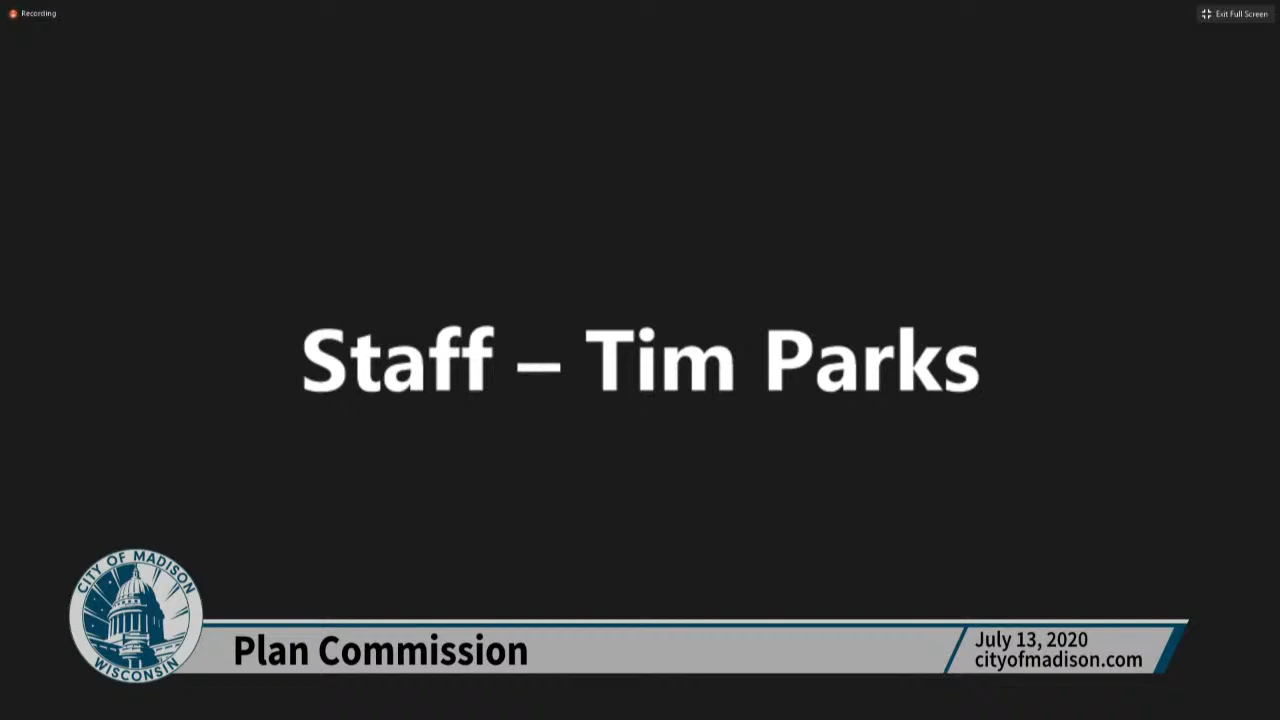 Recording
Exit Full Screen
Staff – Tim Parks
CITY OF MADISON
WISCONSIN
Plan Commission
July 13, 2020
cityofmadison.com